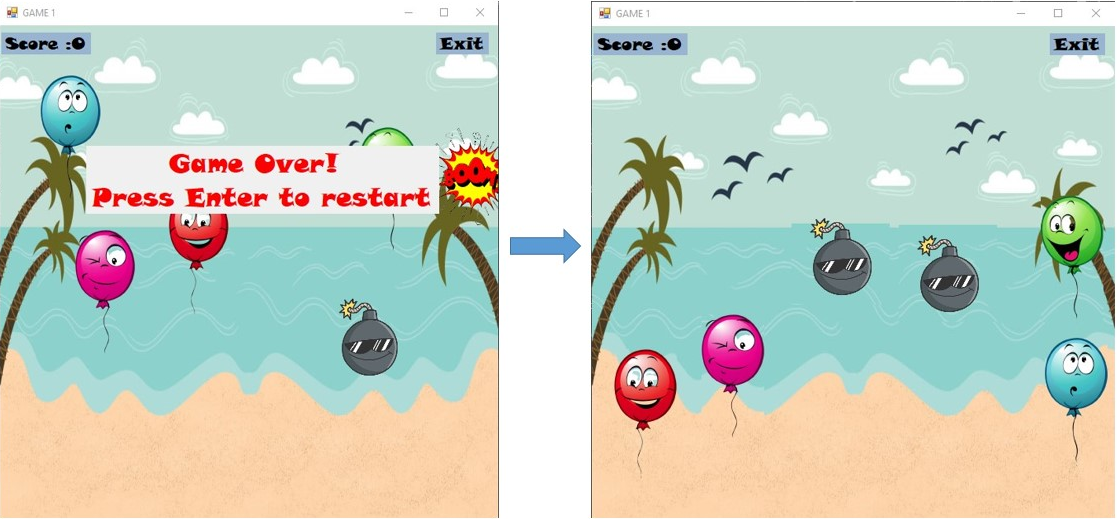 GAME 1
Score :0
Exit
Game Over!
Press Enter to restart
BOOM
GAME 1
Score :0
Exit